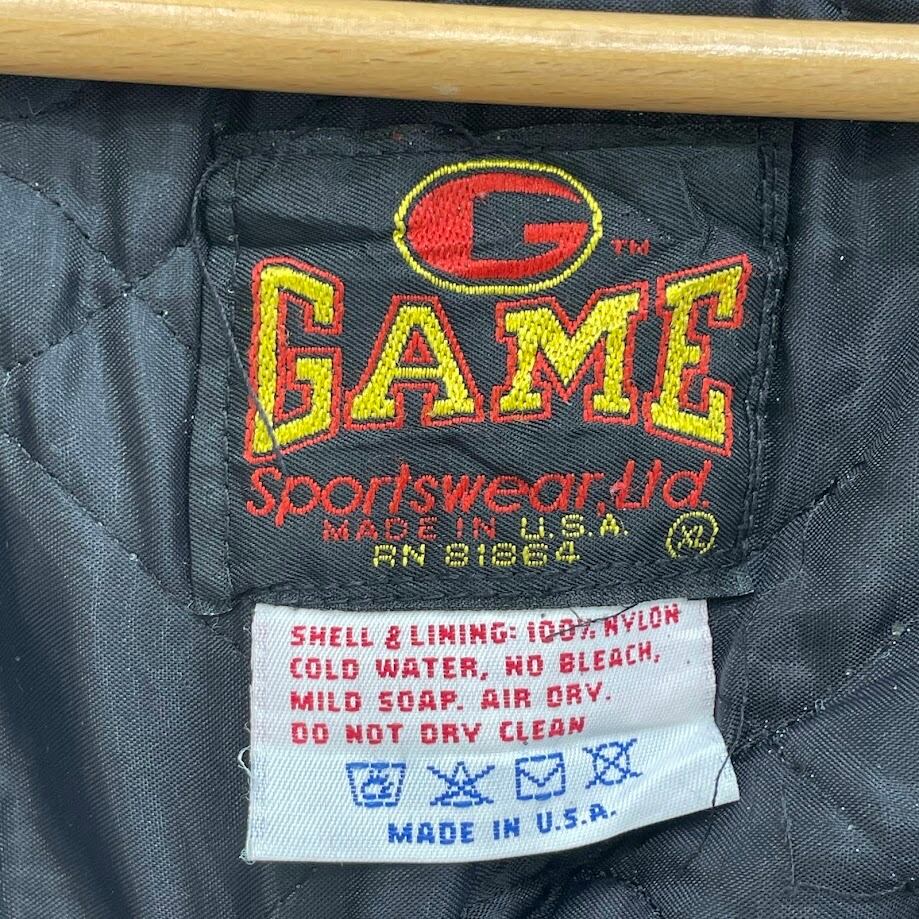 G TM
GAME
Sportswear, Ltd.
MADE IN U.S.A.
RN 81864 XL
SHELL & LINING: 100% NYLON
COLD WATER, NO BLEACH,
MILD SOAP. AIR DRY.
DO NOT DRY CLEAN
MADE IN U.S.A.